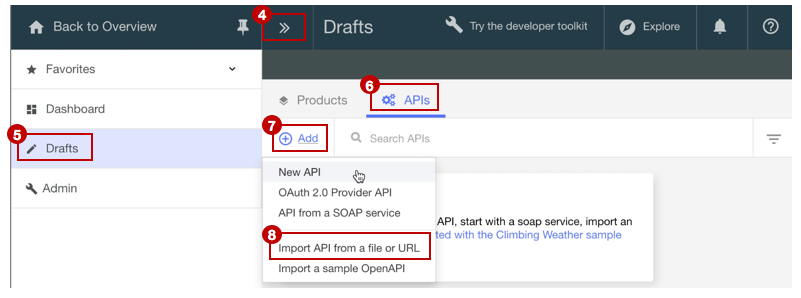 Back to Overview
4
Drafts
Try the developer toolkit
Explore
Favorites
Dashboard
5
Drafts
Admin
Products
6
APIs
7
Add
Search APIs
New API
OAuth 2.0 Provider API
API from a SOAP service
8
Import API from a file or URL
Import a sample OpenAPI
API, start with a soap service, import an
ted with the Climbing Weather sample